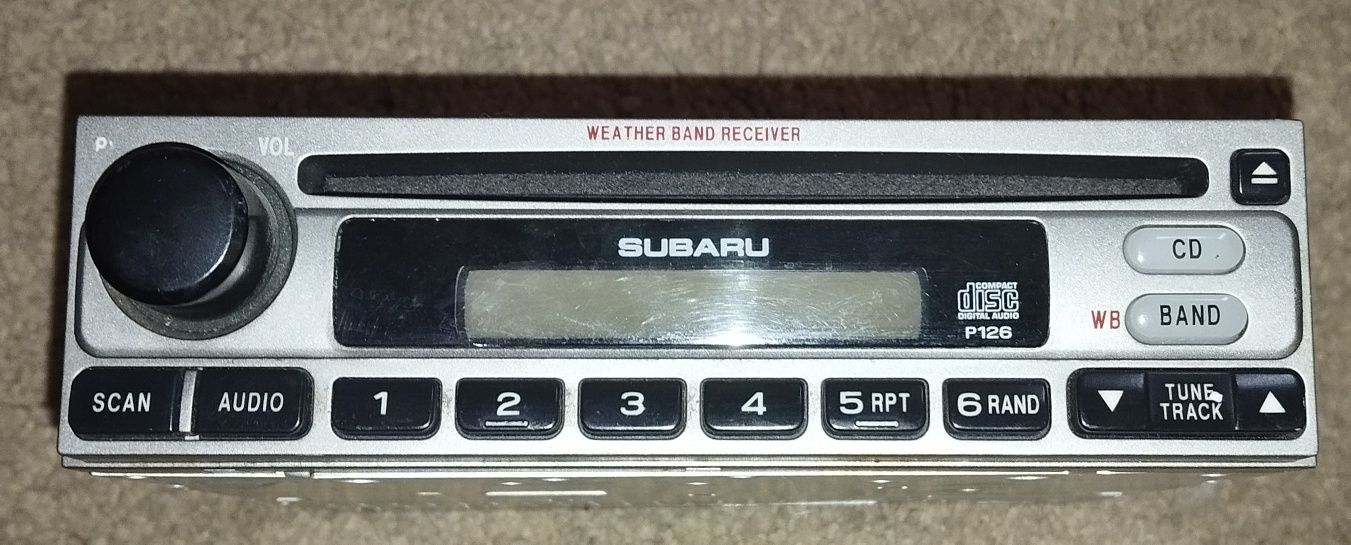 WEATHER BAND RECEIVER
VOL
SUBARU
CD
COMPACT
disc
DIGITAL AUDIO
P126
WB BAND
SCAN AUDIO 1 2 3 4 5 RPT 6 RAND TUNE
TRACK